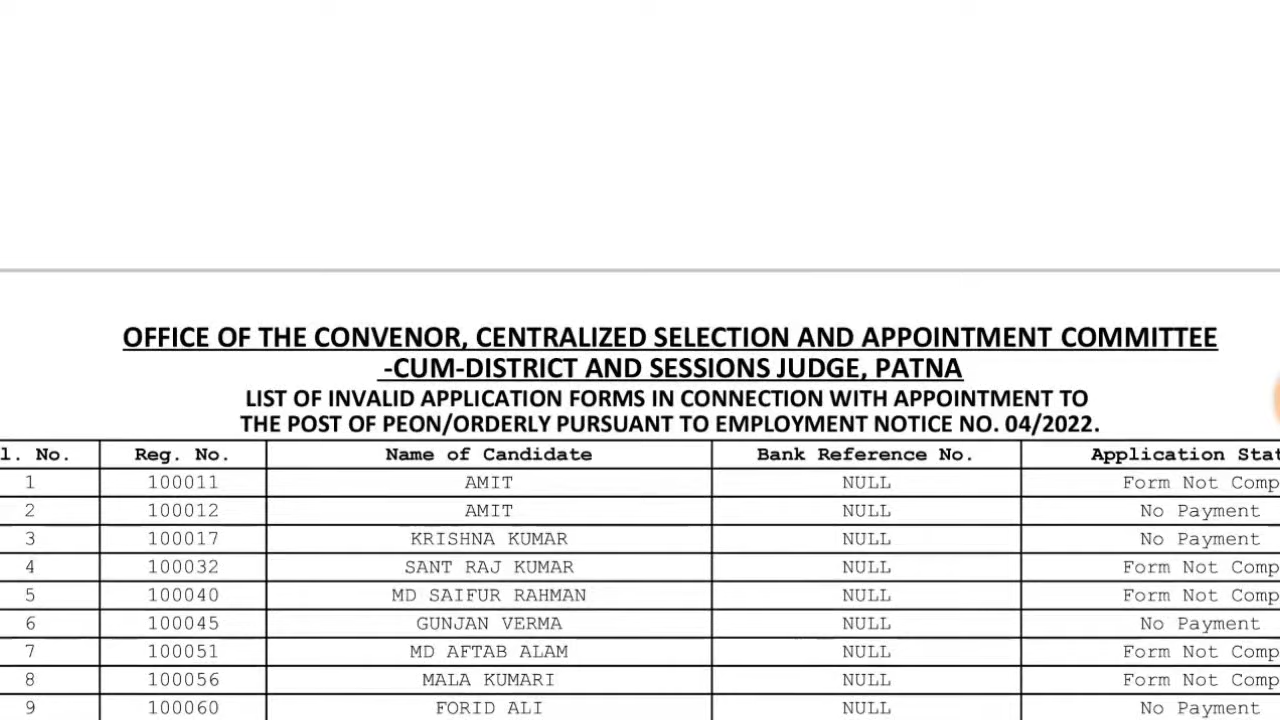 OFFICE OF THE CONVENOR, CENTRALIZED SELECTION AND APPOINTMENT COMMITTEE
-CUM-DISTRICT AND SESSIONS JUDGE, PATNA
LIST OF INVALID APPLICATION FORMS IN CONNECTION WITH APPOINTMENT TO
THE POST OF PEON/ORDERLY PURSUANT TO EMPLOYMENT NOTICE NO. 04/2022.
l. No. Reg. No. Name of Candidate Bank Reference No. Application Stat
1 100011 AMIT NULL Form Not Comp
2 100012 AMIT NULL No Payment
3 100017 KRISHNA KUMAR NULL No Payment
4 100032 SANT RAJ KUMAR NULL Form Not Comp
5 100040 MD SAIFUR RAHMAN NULL Form Not Comp
6 100045 GUNJAN VERMA NULL No Payment
7 100051 MD AFTAB ALAM NULL Form Not Comp
8 100056 MALA KUMARI NULL Form Not Comp
9 100060 FORID ALI NULL No Payment